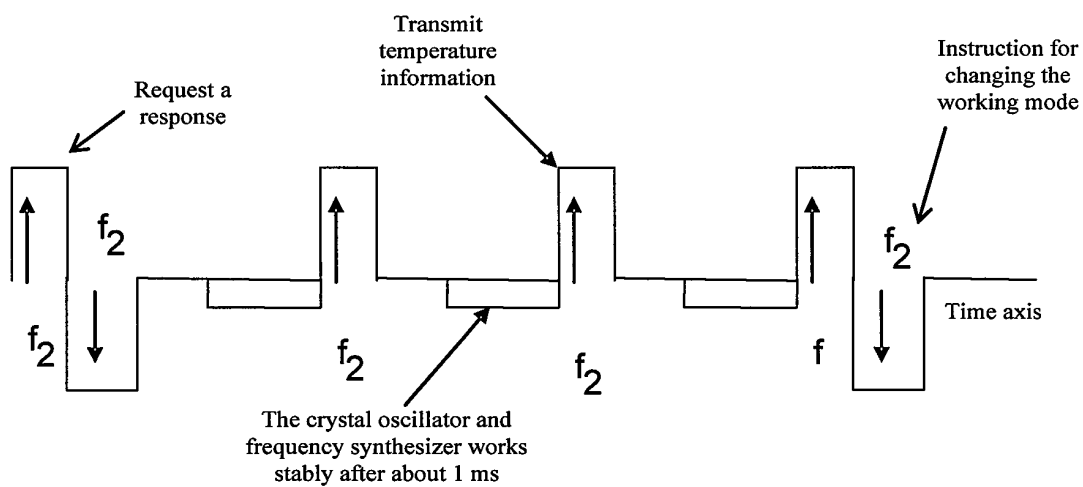 Transmit
temperature
information
Instruction for
changing the
working mode
Request a
response
f2
f2
Time axis
f2
f2
f2
f
The crystal oscillator and
frequency synthesizer works
stably after about 1 ms